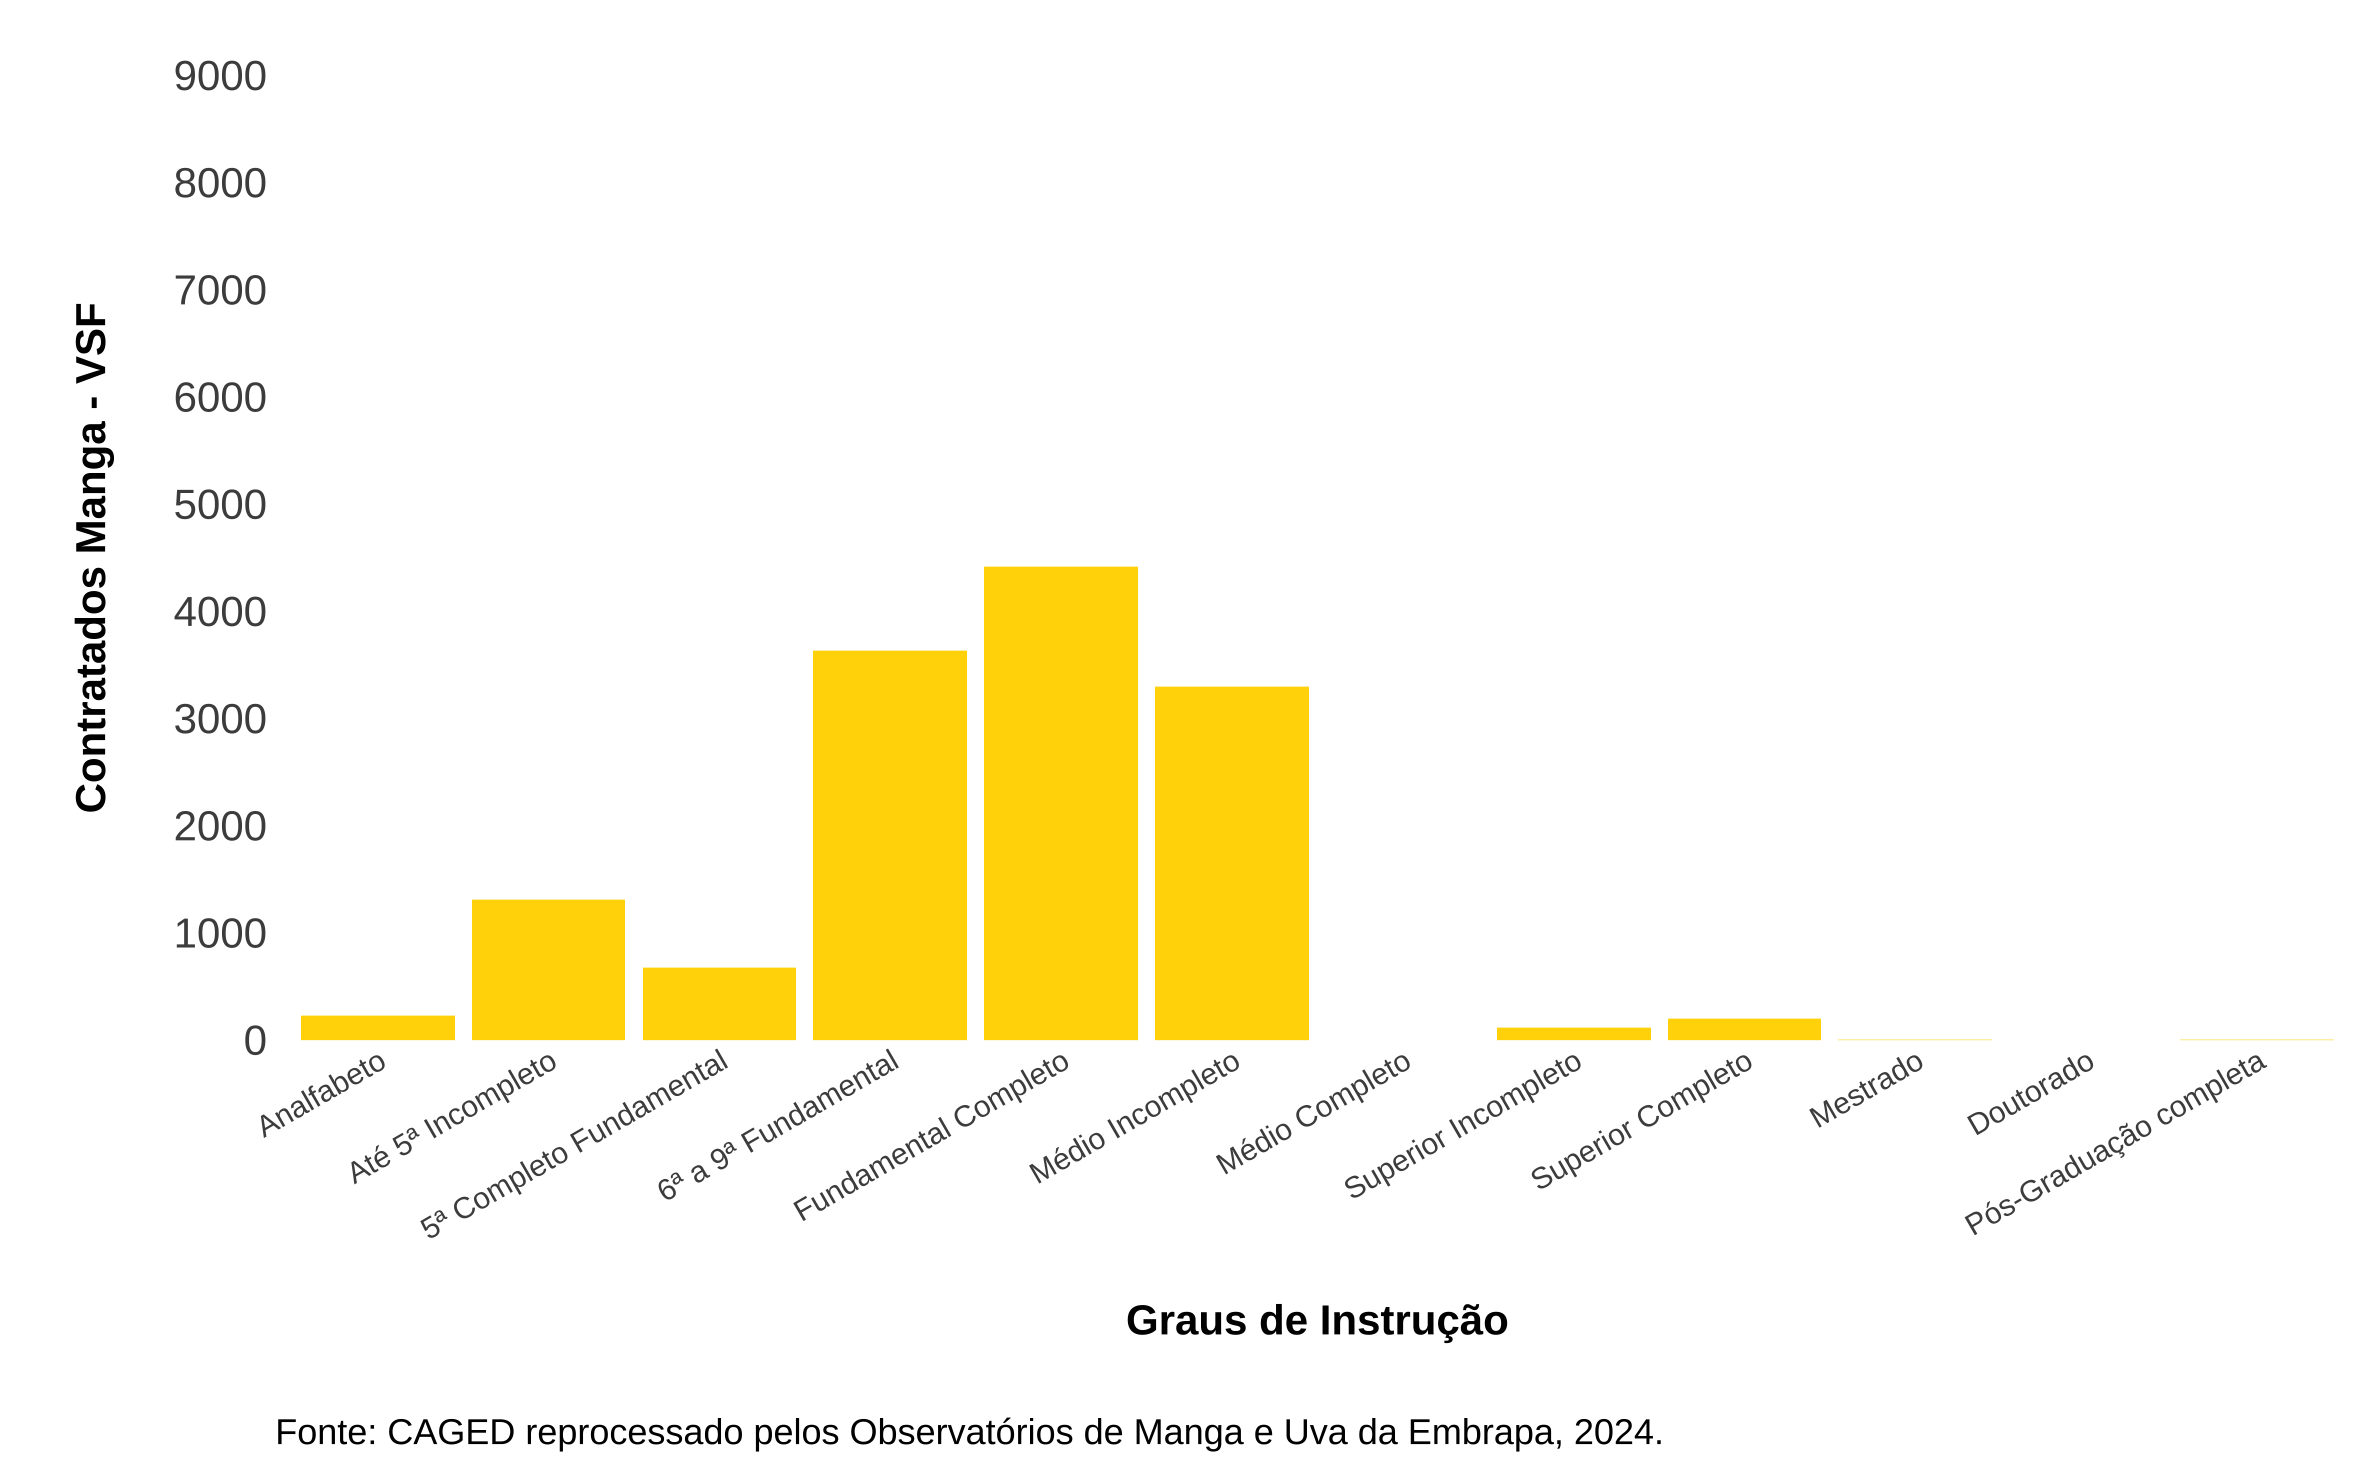 9000
8000
7000
6000
5000
4000
3000
2000
1000
0
Contratados Manga - VSF
Analfabeto
Até 5ª Incompleto
5ª Completo Fundamental
6ª a 9ª Fundamental
Fundamental Completo
Médio Incompleto
Médio Completo
Superior Incompleto
Superior Completo
Mestrado
Doutorado
Pós-Graduação completa
Graus de Instrução
Fonte: CAGED reprocessado pelos Observatórios de Manga e Uva da Embrapa, 2024.